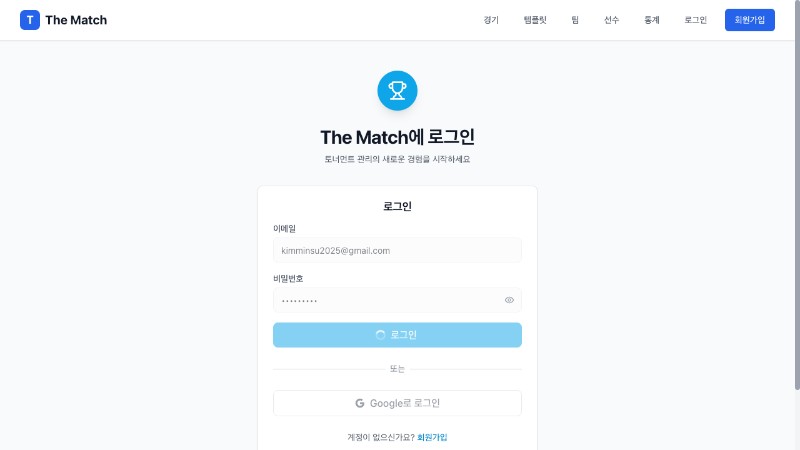 T The Match
경기 템플릿 팀 선수 통계 로그인 회원가입
The Match에 로그인
토너먼트 관리의 새로운 경험을 시작하세요
로그인
이메일
kimminsu2025@gmail.com
비밀번호
•••••••••
로그인
또는
G Google로 로그인
계정이 없으신가요? 회원가입